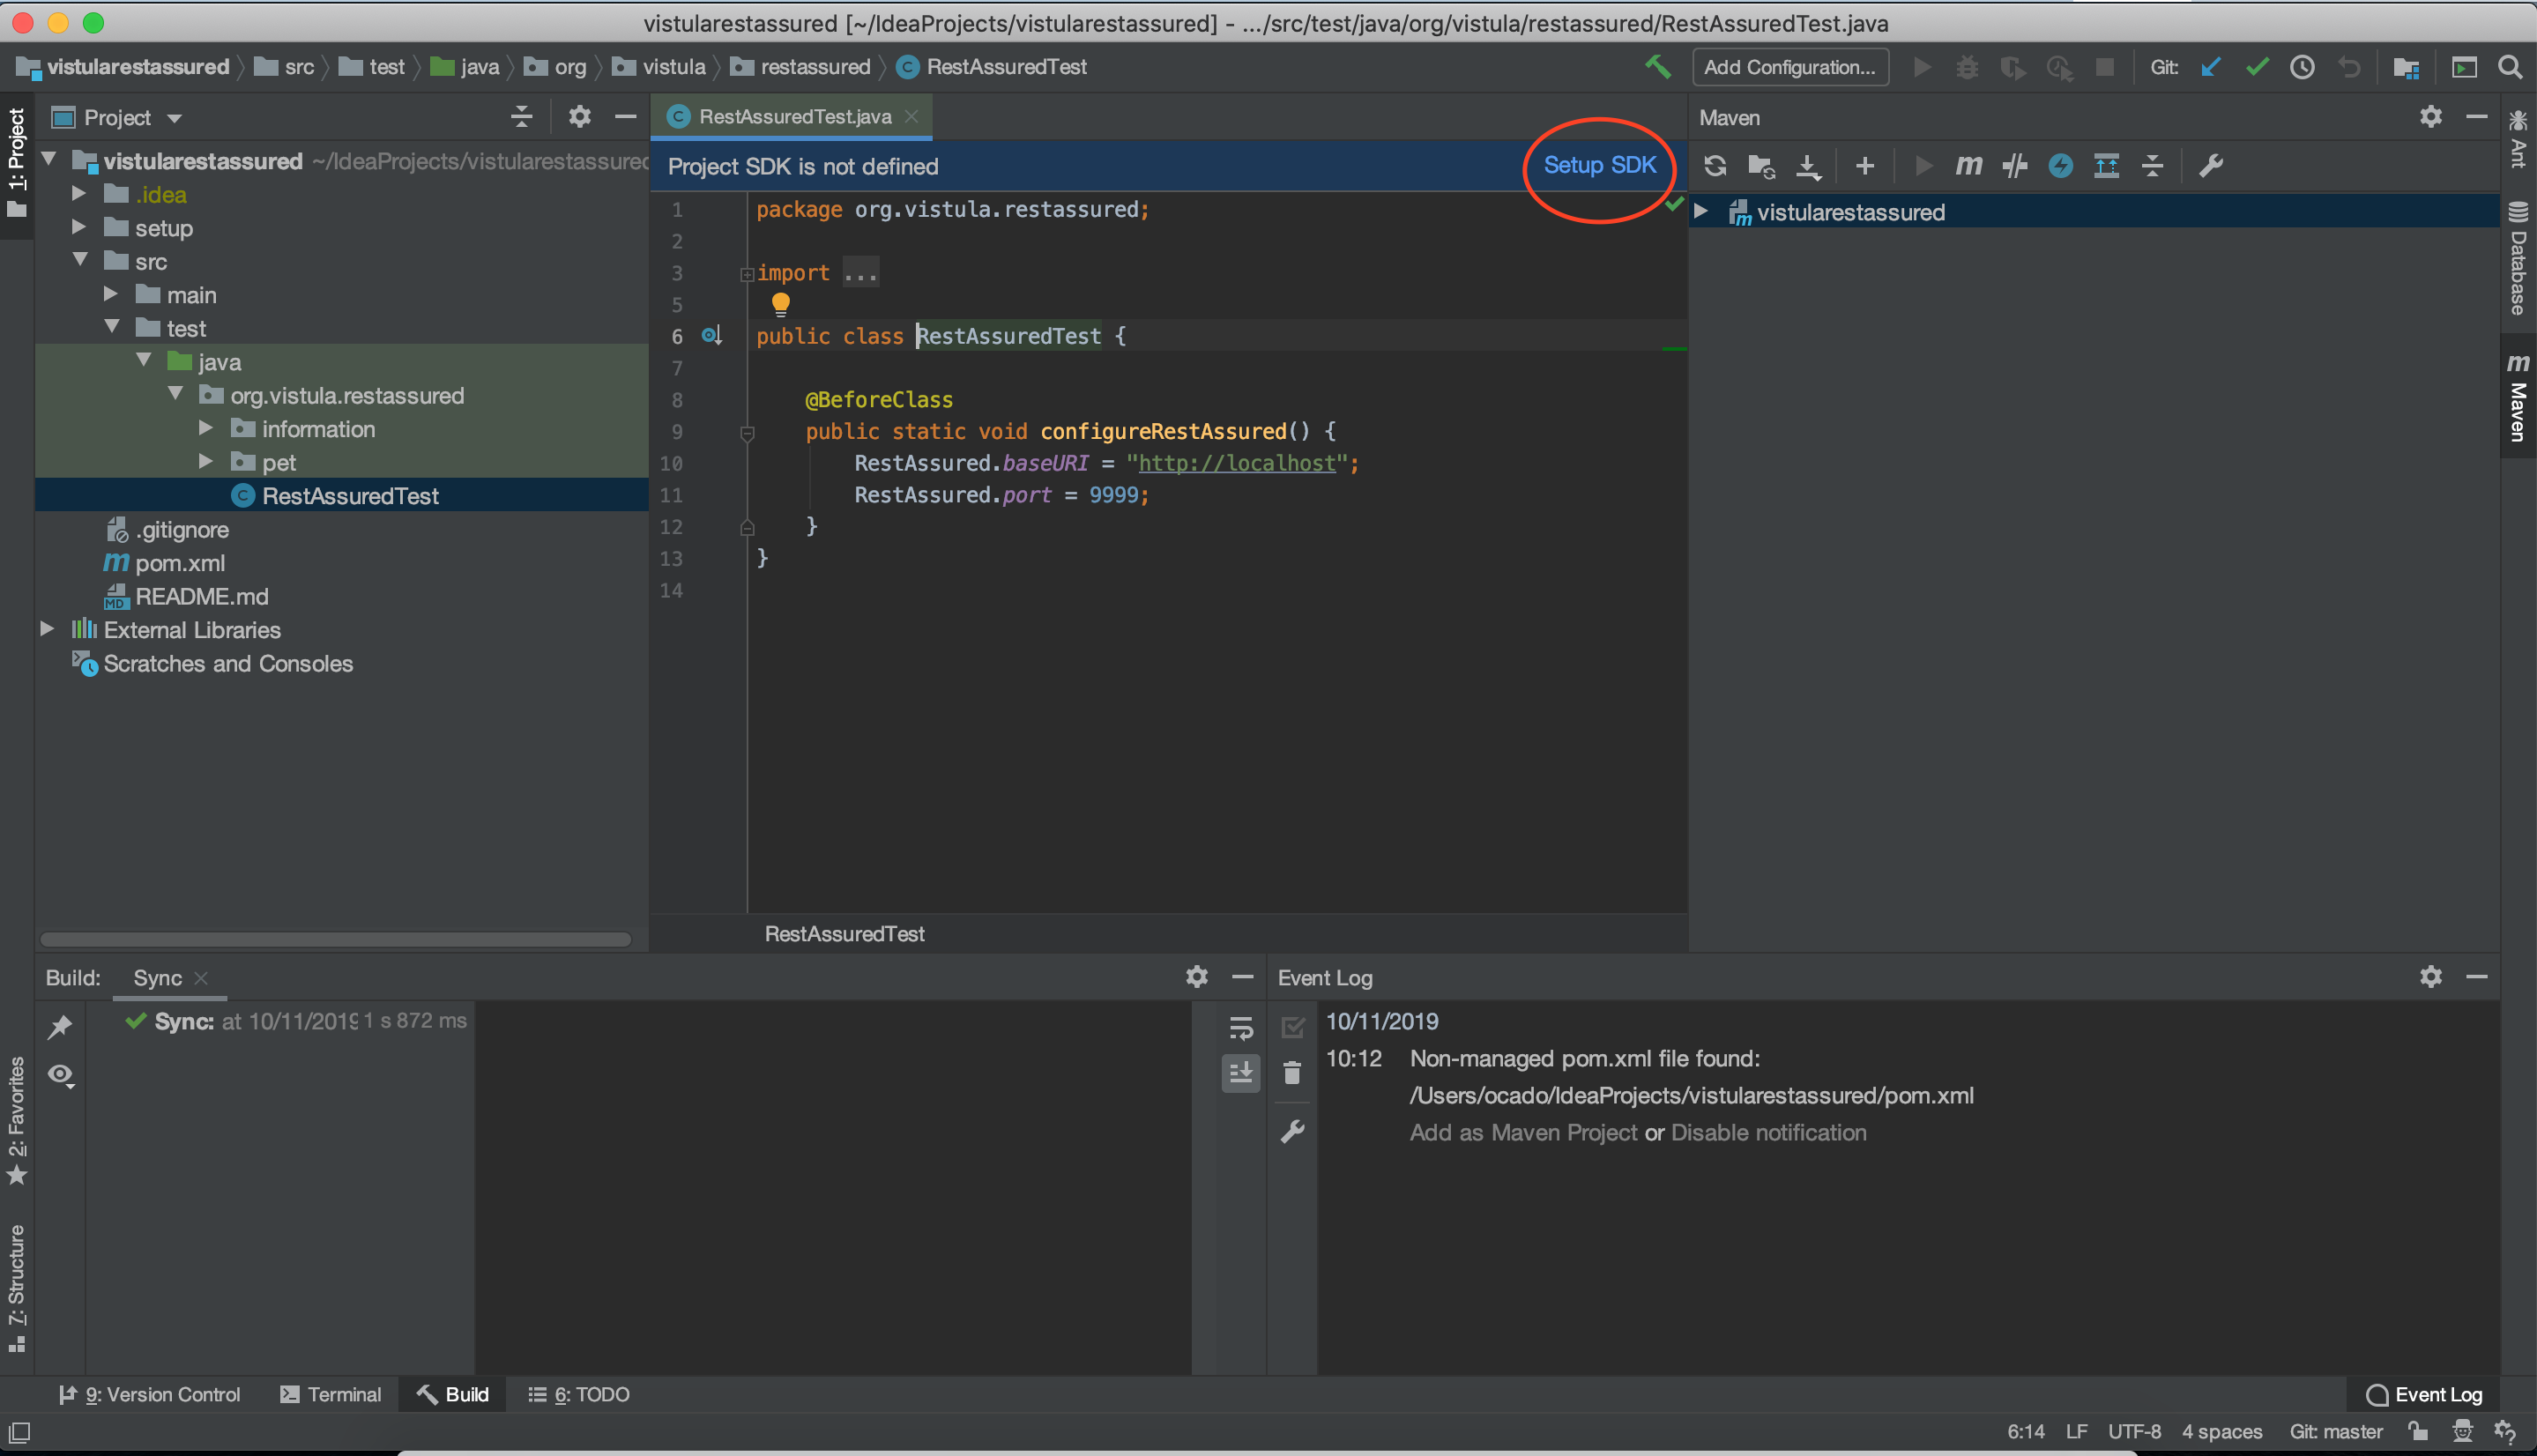 vistularestassured [~/IdeaProjects/vistularestassured] - .../src/test/java/org/vistula/restassured/RestAssuredTest.java
vistularestassured src test java org vistula restassured RestAssuredTest
Add Configuration...
Git:
1: Project
Project
RestAssuredTest.java
Maven
vistularestassured ~/IdeaProjects/vistularestassured
.idea
setup
src
main
test
java
org.vistula.restassured
information
pet
RestAssuredTest
.gitignore
pom.xml
README.md
External Libraries
Scratches and Consoles
Project SDK is not defined
Setup SDK
1 package org.vistula.restassured;
2
3 import ...
5
6 public class RestAssuredTest {
7
8 @BeforeClass
9 public static void configureRestAssured() {
10 RestAssured.baseURI = "http://localhost";
11 RestAssured.port = 9999;
12 }
13 }
14
RestAssuredTest
vistularestassured
Ant
Database
Maven
Build:
Sync
Sync: at 10/11/2019 1 s 872 ms
Event Log
10/11/2019
10:12 Non-managed pom.xml file found:
/Users/ocado/IdeaProjects/vistularestassured/pom.xml
Add as Maven Project or Disable notification
2: Favorites
7: Structure
9: Version Control
Terminal
Build
6: TODO
Event Log
6:14 LF UTF-8 4 spaces Git: master